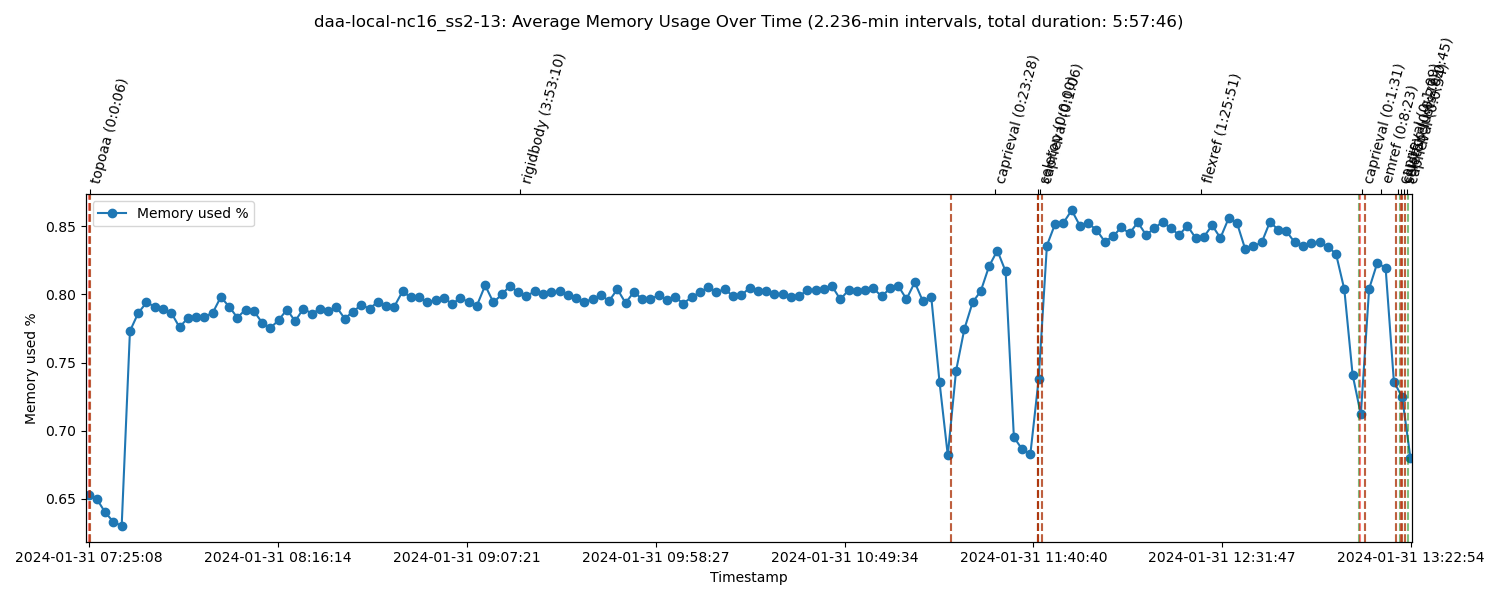 daa-local-nc16_ss2-13: Average Memory Usage Over Time (2.236-min intervals, total duration: 5:57:46)
topoaa (0:0:06)
rigidbody (3:53:10)
caprieval (0:23:28)
caprieval (0:1:06)
flexref (1:25:51)
caprieval (0:1:31)
emref (0:8:23)
Memory used %
0.85
0.80
0.75
0.70
0.65
Memory used %
2024-01-31 07:25:08
2024-01-31 08:16:14
2024-01-31 09:07:21
2024-01-31 09:58:27
2024-01-31 10:49:34
2024-01-31 11:40:40
2024-01-31 12:31:47
2024-01-31 13:22:54
Timestamp